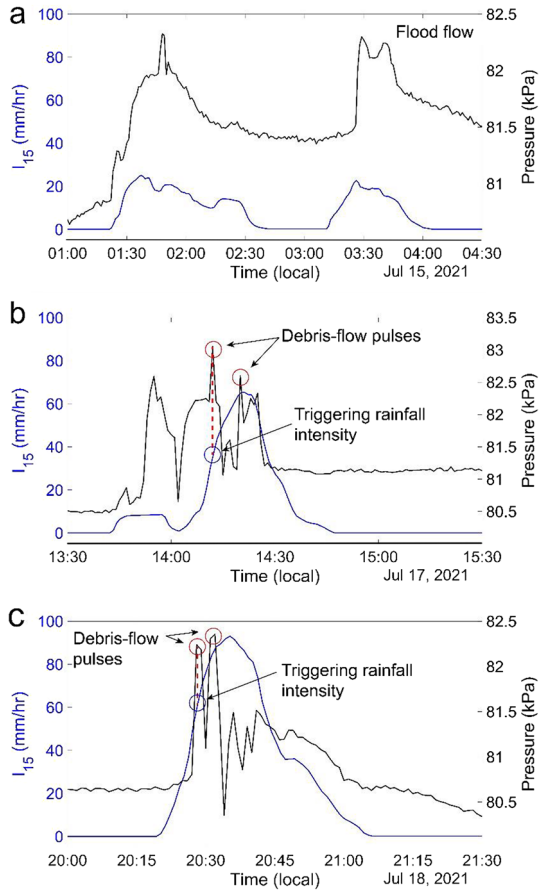 a
Flood flow
I15 (mm/hr)
100
80
60
40
20
0
82.5
82
81.5
81
Pressure (kPa)
01:00 01:30 02:00 02:30 03:00 03:30 04:00 04:30
Time (local)
Jul 15, 2021
b
Debris-flow pulses
Triggering rainfall
intensity
I15 (mm/hr)
100
80
60
40
20
0
83.5
83
82.5
82
81.5
81
80.5
Pressure (kPa)
13:30 14:00 14:30 15:00 15:30
Time (local)
Jul 17, 2021
c
Debris-flow
pulses
Triggering rainfall
intensity
I15 (mm/hr)
100
80
60
40
20
0
82.5
82
81.5
81
80.5
Pressure (kPa)
20:00 20:15 20:30 20:45 21:00 21:15 21:30
Time (local)
Jul 18, 2021